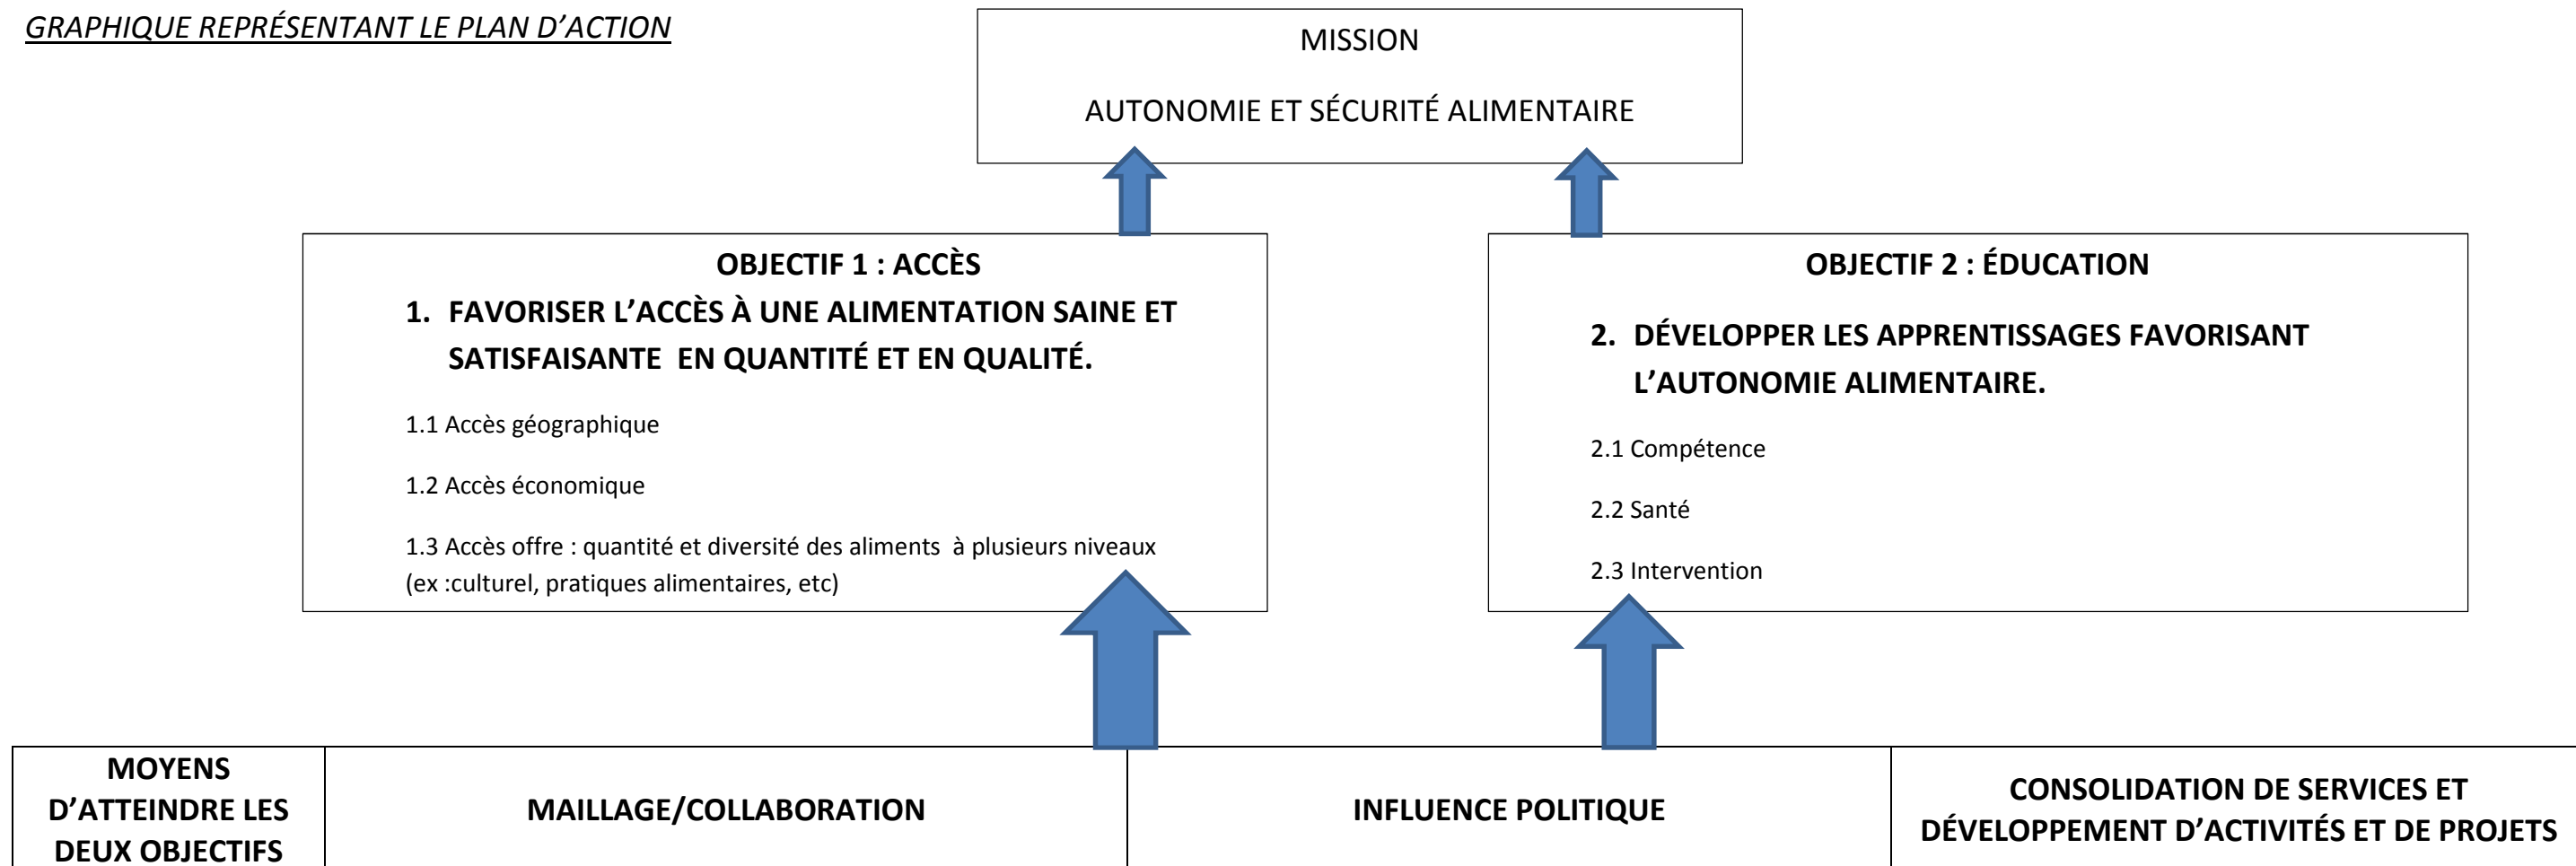 GRAPHIQUE REPRÉSENTANT LE PLAN D’ACTION
MISSION
AUTONOMIE ET SÉCURITÉ ALIMENTAIRE
OBJECTIF 1 : ACCÈS
1. FAVORISER L’ACCÈS À UNE ALIMENTATION SAINE ET
SATISFAISANTE  EN QUANTITÉ ET EN QUALITÉ.
1.1 Accès géographique
1.2 Accès économique
1.3 Accès offre : quantité et diversité des aliments  à plusieurs niveaux
(ex :culturel, pratiques alimentaires, etc)
OBJECTIF 2 : ÉDUCATION
2. DÉVELOPPER LES APPRENTISSAGES FAVORISANT
L’AUTONOMIE ALIMENTAIRE.
2.1 Compétence
2.2 Santé
2.3 Intervention
MOYENS
D’ATTEINDRE LES
DEUX OBJECTIFS
MAILLAGE/COLLABORATION
INFLUENCE POLITIQUE
CONSOLIDATION DE SERVICES ET
DÉVELOPPEMENT D’ACTIVITÉS ET DE PROJETS